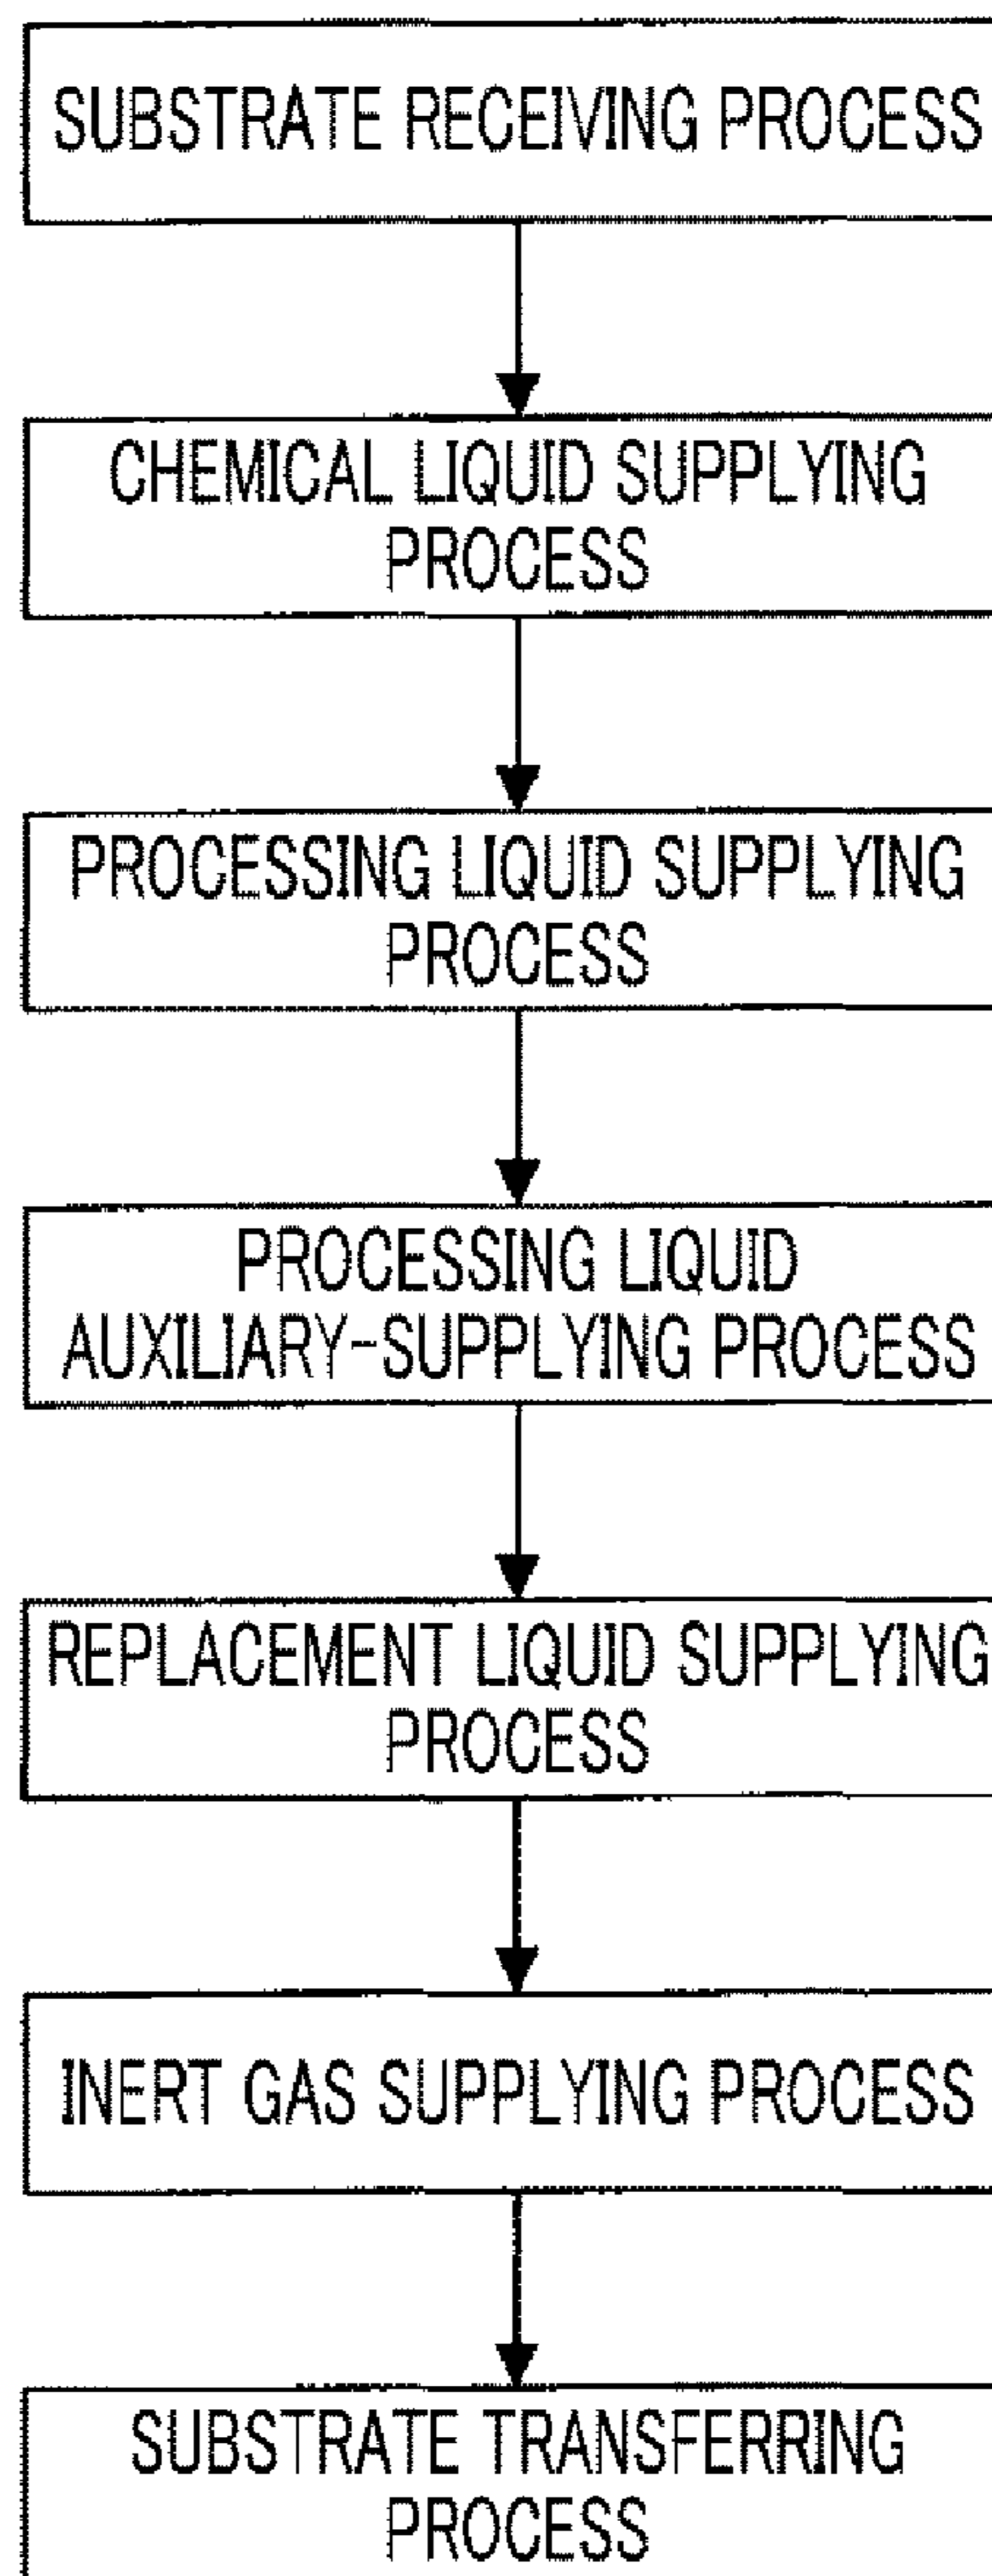 SUBSTRATE RECEIVING PROCESS
CHEMICAL LIQUID SUPPLYING
PROCESS
PROCESSING LIQUID SUPPLYING
PROCESS
PROCESSING LIQUID
AUXILIARY-SUPPLYING PROCESS
REPLACEMENT LIQUID SUPPLYING
PROCESS
INERT GAS SUPPLYING PROCESS
SUBSTRATE TRANSFERRING
PROCESS